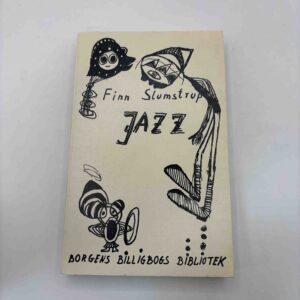 Finn Slumstrup
JAZZ
BORGENS BILLIGBOGS BIBLIOTEK